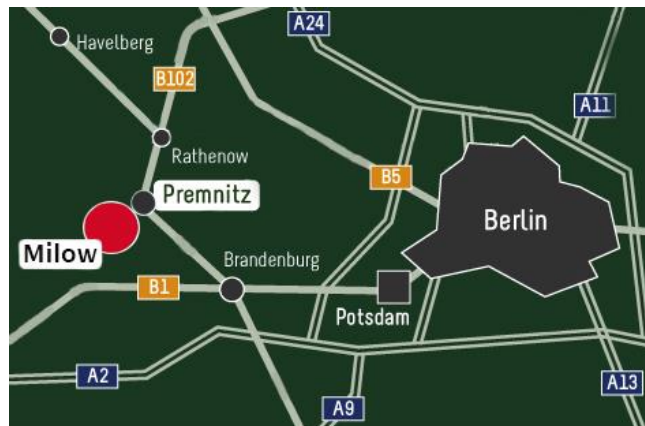 A24
Havelberg
B102
A11
Rathenow
B5
Premnitz
Berlin
Milow
Brandenburg
B1
Potsdam
A2
A13
A9